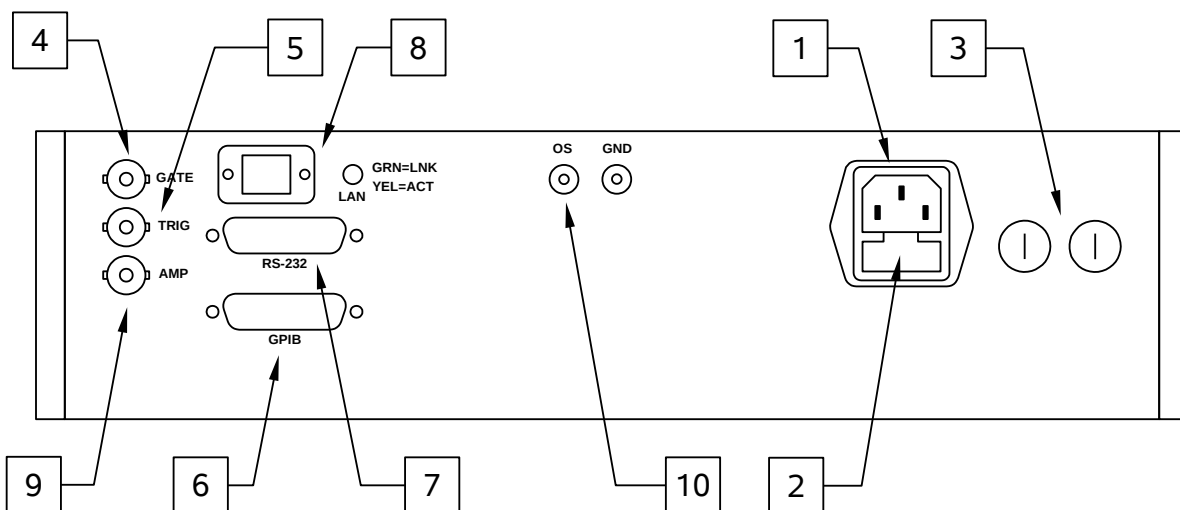 4
5
8
1
3
OS
GND
GATE
GRN=LNK
YEL=ACT
LAN
TRIG
RS-232
AMP
GPIB
9
6
7
10
2